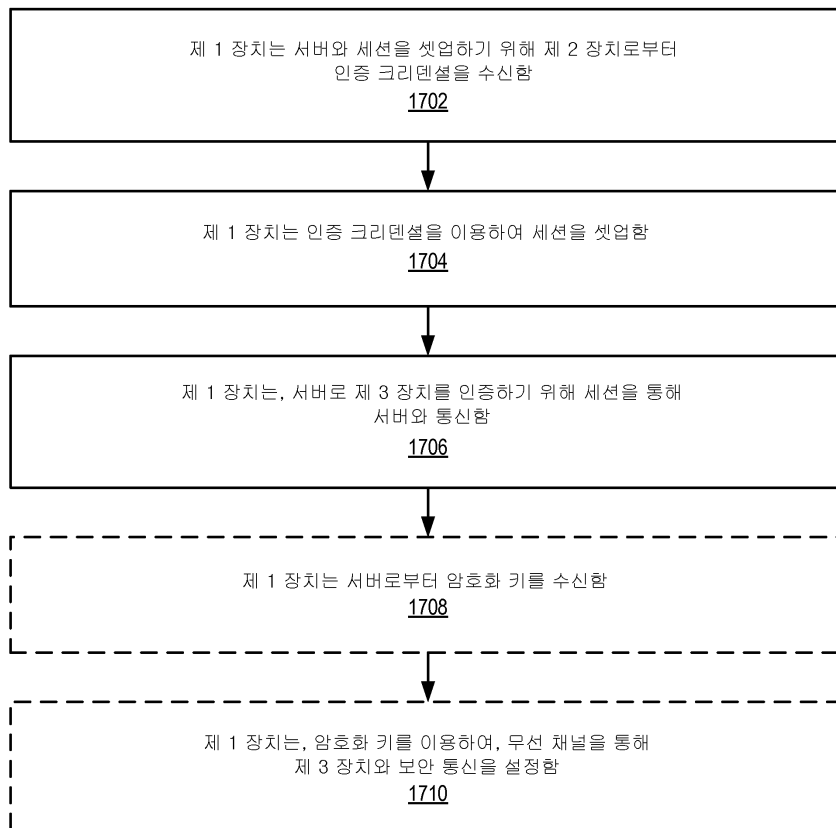 제 1 장치는 서버와 세션을 셋업하기 위해 제 2 장치로부터
인증 크리덴셜을 수신함
1702
제 1 장치는 인증 크리덴셜을 이용하여 세션을 셋업함
1704
제 1 장치는, 서버로 제 3 장치를 인증하기 위해 세션을 통해
서버와 통신함
1706
제 1 장치는 서버로부터 암호화 키를 수신함
1708
제 1 장치는, 암호화 키를 이용하여, 무선 채널을 통해
제 3 장치와 보안 통신을 설정함
1710